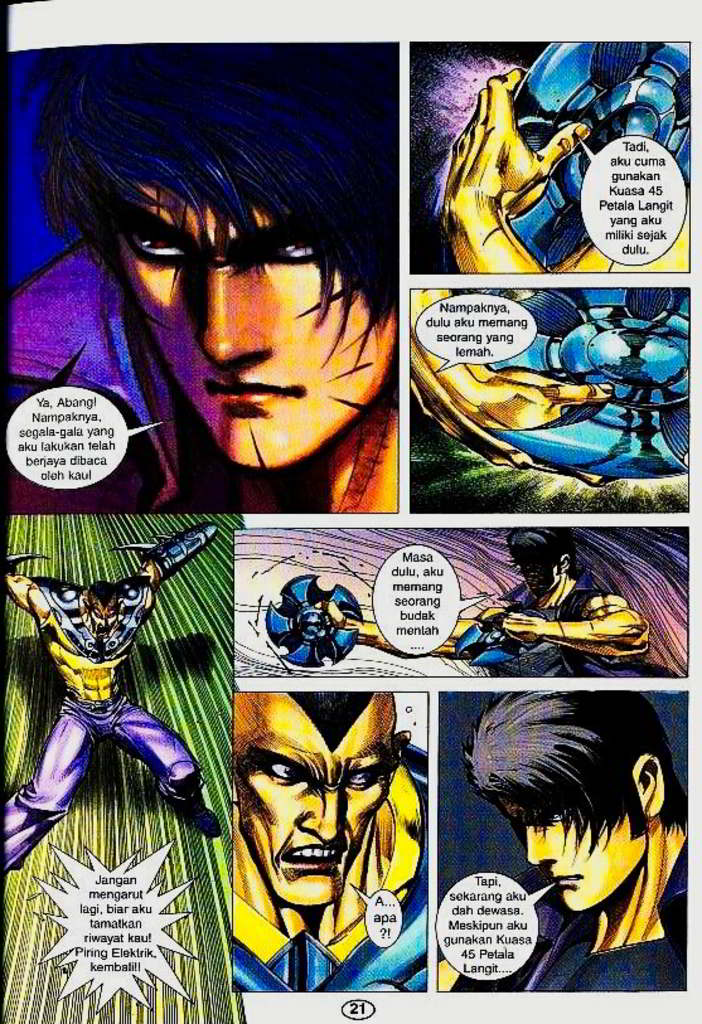 Ya, Abang!
Nampaknya,
segala-gala yang
aku lakukan telah
berjaya dibaca
oleh kau!
Tadi,
aku cuma
gunakan
Kuasa 45
Petala Langit
yang aku
miliki sejak
dulu.
Nampaknya,
dulu aku memang
seorang yang
lemah.
Masa
dulu, aku
memang
seorang
budak
mentah
....
Jangan
mengarut
lagi, biar aku
tamatkan
riwayat kau!
Piring Elektrik,
kembali!!
A...
apa
?!
Tapi,
sekarang aku
dah dewasa.
Meskipun aku
gunakan Kuasa
45 Petala
Langit....
21